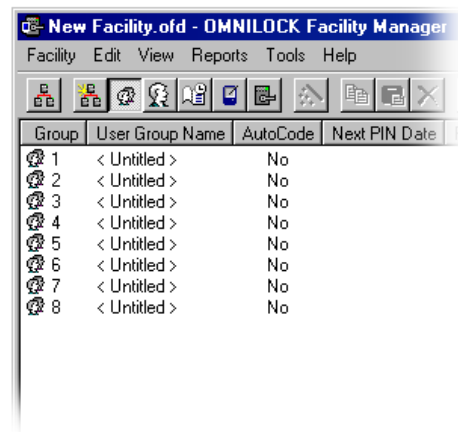 New Facility.ofd - OMNILOCK Facility Manager
Facility Edit View Reports Tools Help
Group User Group Name AutoCode Next PIN Date
1 < Untitled > No
2 < Untitled > No
3 < Untitled > No
4 < Untitled > No
5 < Untitled > No
6 < Untitled > No
7 < Untitled > No
8 < Untitled > No